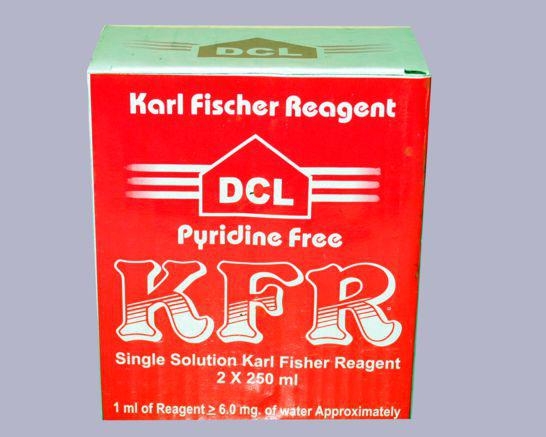 DCL
Karl Fischer Reagent
DCL
Pyridine Free
KFR
Single Solution Karl Fisher Reagent
2 X 250 ml
1 ml of Reagent ≥ 6.0 mg. of water Approximately